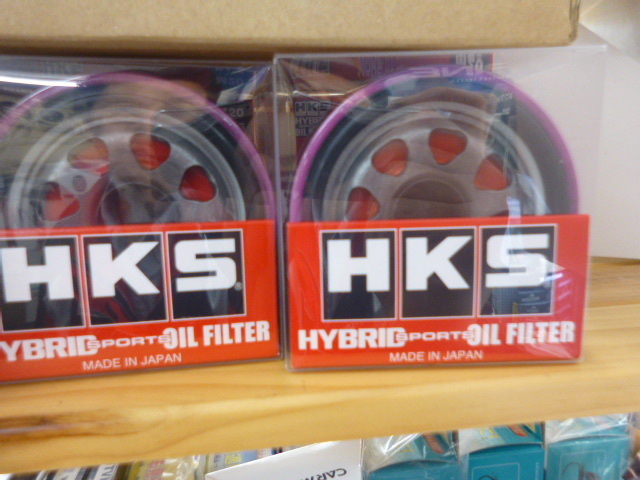 HKS
HYBRID SPORTS OIL FILTER
MADE IN JAPAN
HKS
HYBRID SPORTS OIL FILTER
MADE IN JAPAN